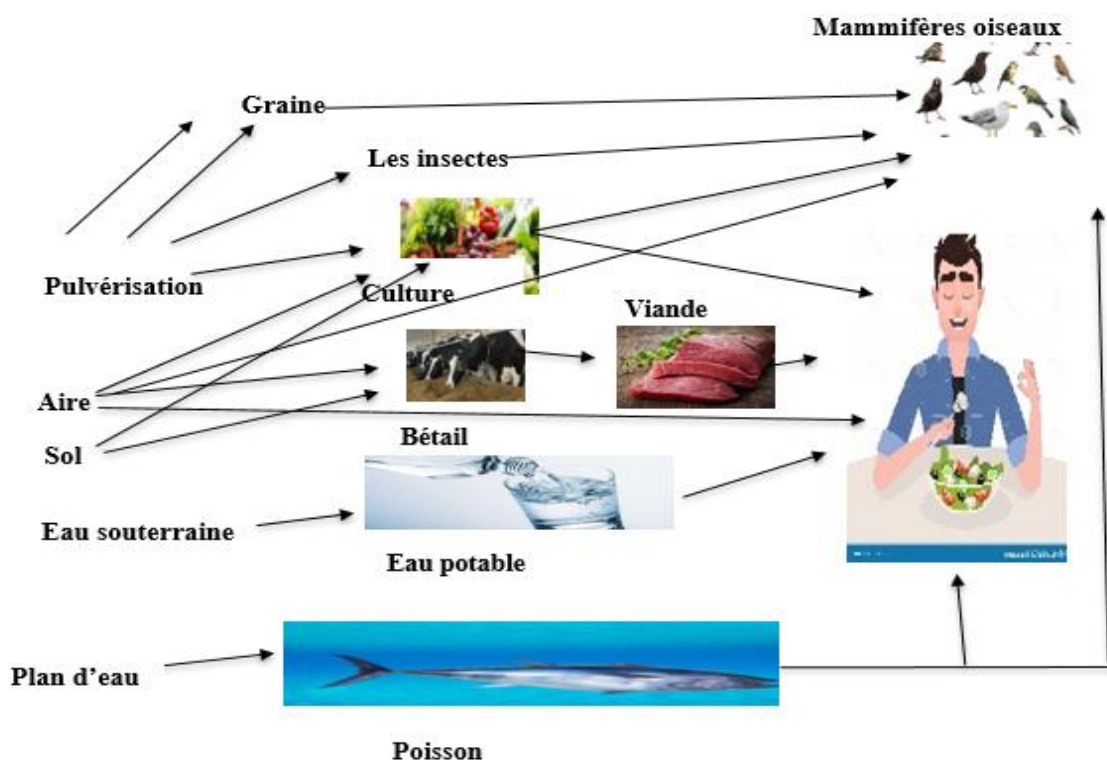 Mammifères oiseaux
Graine
Les insectes
Pulvérisation
Culture
Viande
Aire
Bétail
Sol
Eau souterraine
Eau potable
Plan d’eau
Poisson